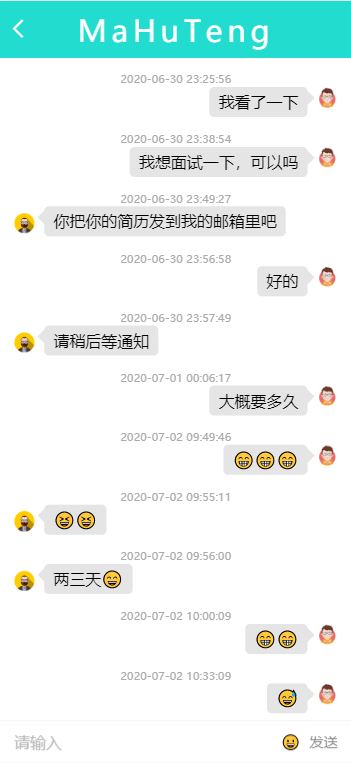 MaHuTeng
2020-06-30 23:25:56
我看了一下
2020-06-30 23:38:54
我想面试一下，可以吗
2020-06-30 23:49:27
你把你的简历发到我的邮箱里吧
2020-06-30 23:56:58
好的
2020-06-30 23:57:49
请稍后等通知
2020-07-01 00:06:17
大概要多久
2020-07-02 09:49:46
😁😁😁
2020-07-02 09:55:11
😆😆
2020-07-02 09:56:00
两三天😄
2020-07-02 10:00:09
😁😁
2020-07-02 10:33:09
😅
请输入 😀 发送